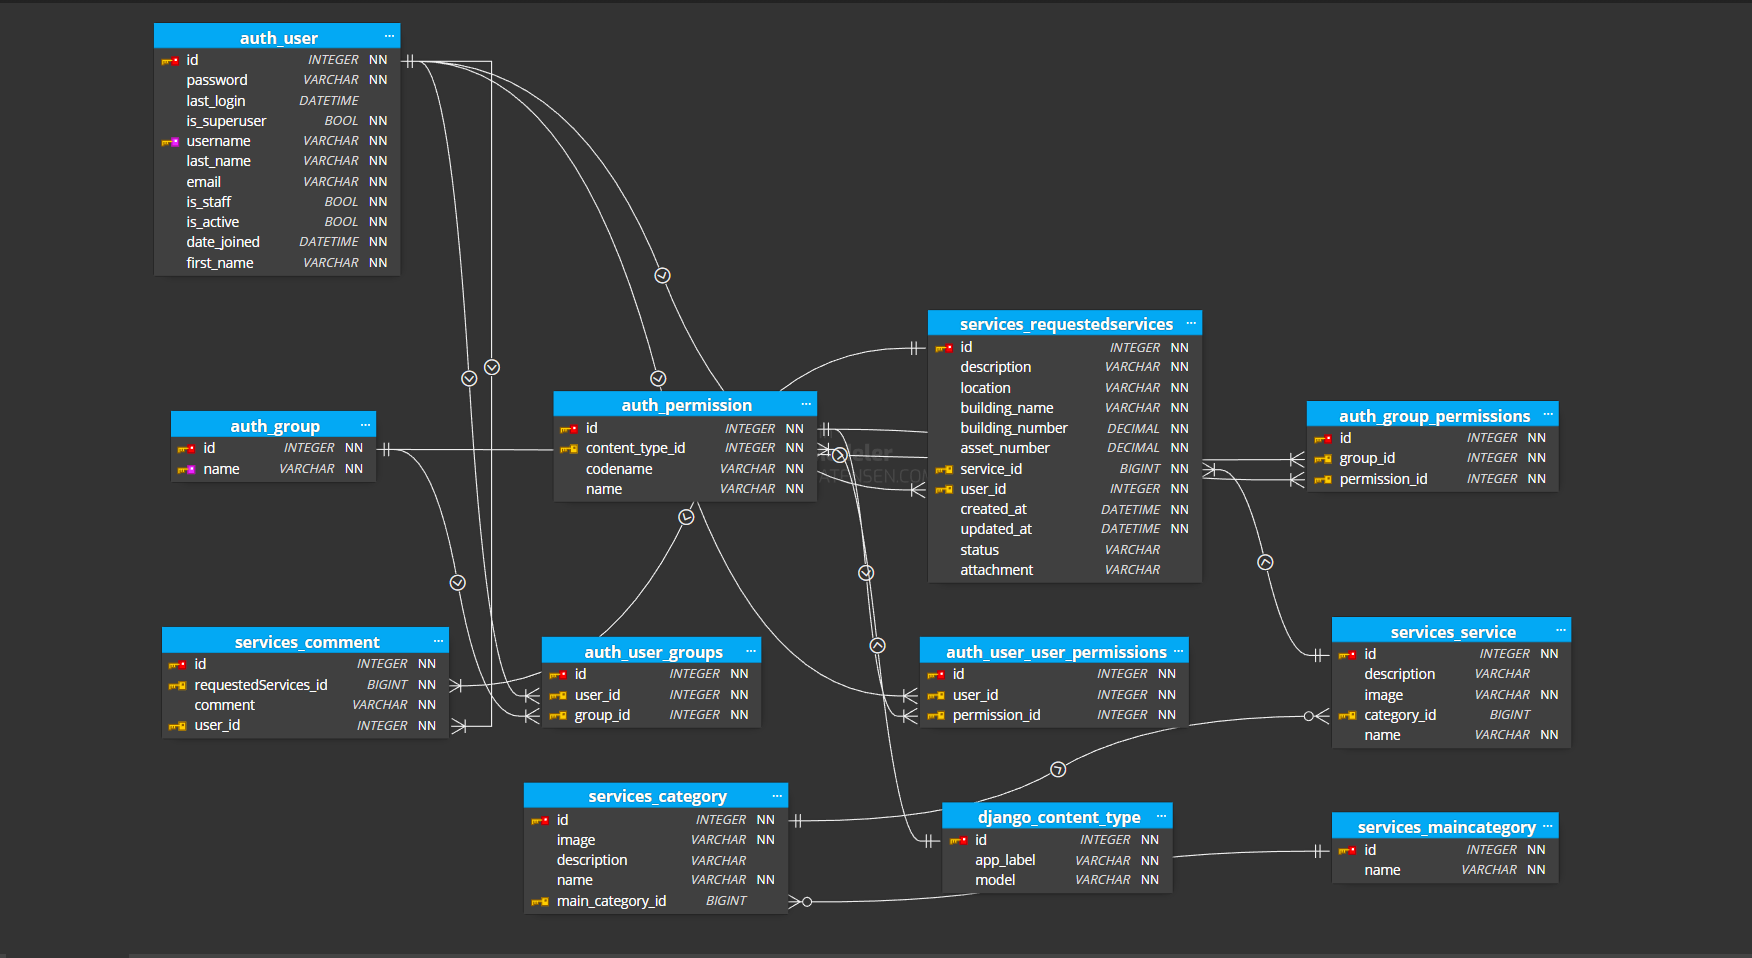 auth_user ...
id INTEGER NN
password VARCHAR NN
last_login DATETIME
is_superuser BOOL NN
username VARCHAR NN
last_name VARCHAR NN
email VARCHAR NN
is_staff BOOL NN
is_active BOOL NN
date_joined DATETIME NN
first_name VARCHAR NN
services_requestedservices ...
id INTEGER NN
description VARCHAR NN
location VARCHAR NN
building_name VARCHAR NN
building_number DECIMAL NN
asset_number DECIMAL NN
service_id BIGINT NN
user_id INTEGER NN
created_at DATETIME NN
updated_at DATETIME NN
status VARCHAR
attachment VARCHAR
auth_permission ...
id INTEGER NN
content_type_id INTEGER NN
codename VARCHAR NN
name VARCHAR NN
auth_group_permissions ...
id INTEGER NN
group_id INTEGER NN
permission_id INTEGER NN
auth_group ...
id INTEGER NN
name VARCHAR NN
services_comment ...
id INTEGER NN
requestedServices_id BIGINT NN
comment VARCHAR NN
user_id INTEGER NN
auth_user_groups ...
id INTEGER NN
user_id INTEGER NN
group_id INTEGER NN
auth_user_user_permissions ...
id INTEGER NN
user_id INTEGER NN
permission_id INTEGER NN
services_service ...
id INTEGER NN
description VARCHAR
image VARCHAR NN
category_id BIGINT
name VARCHAR NN
services_category ...
id INTEGER NN
image VARCHAR NN
description VARCHAR
name VARCHAR NN
main_category_id BIGINT
django_content_type ...
id INTEGER NN
app_label VARCHAR NN
model VARCHAR NN
services_maincategory ...
id INTEGER NN
name VARCHAR NN